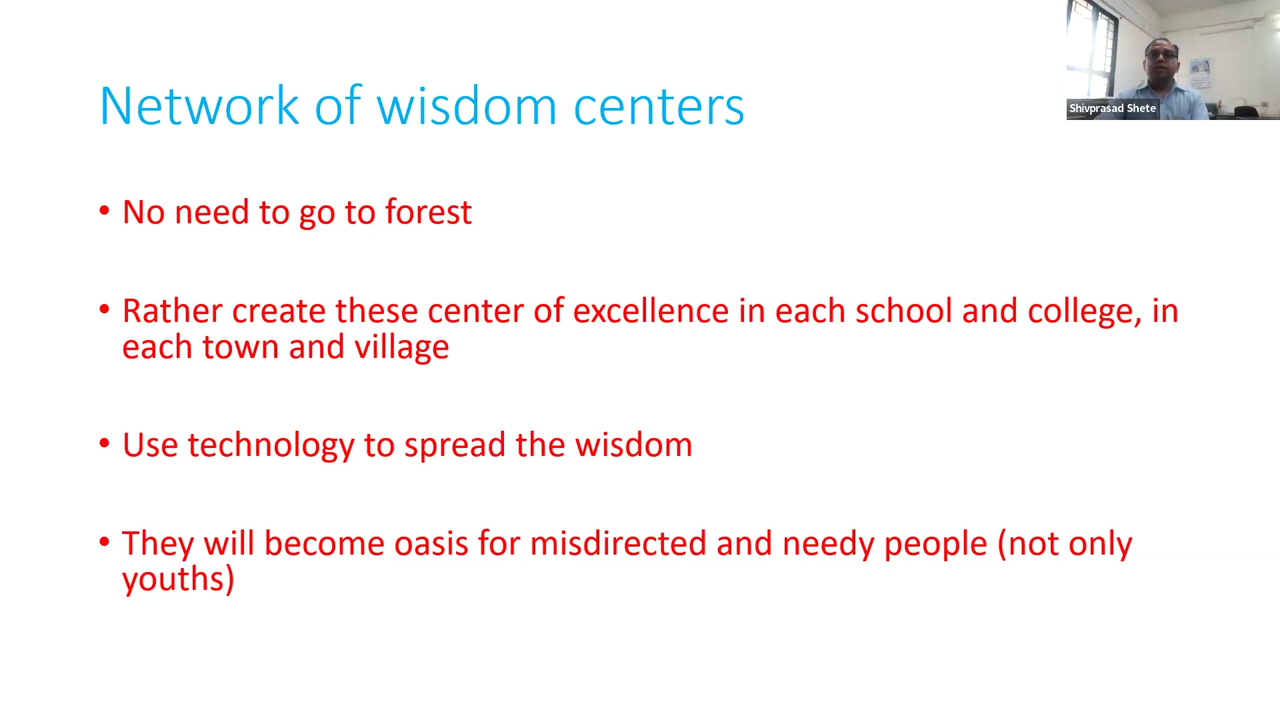 Network of wisdom centers
Shivprasad Shete
• No need to go to forest
• Rather create these center of excellence in each school and college, in
each town and village
• Use technology to spread the wisdom
• They will become oasis for misdirected and needy people (not only
youths)